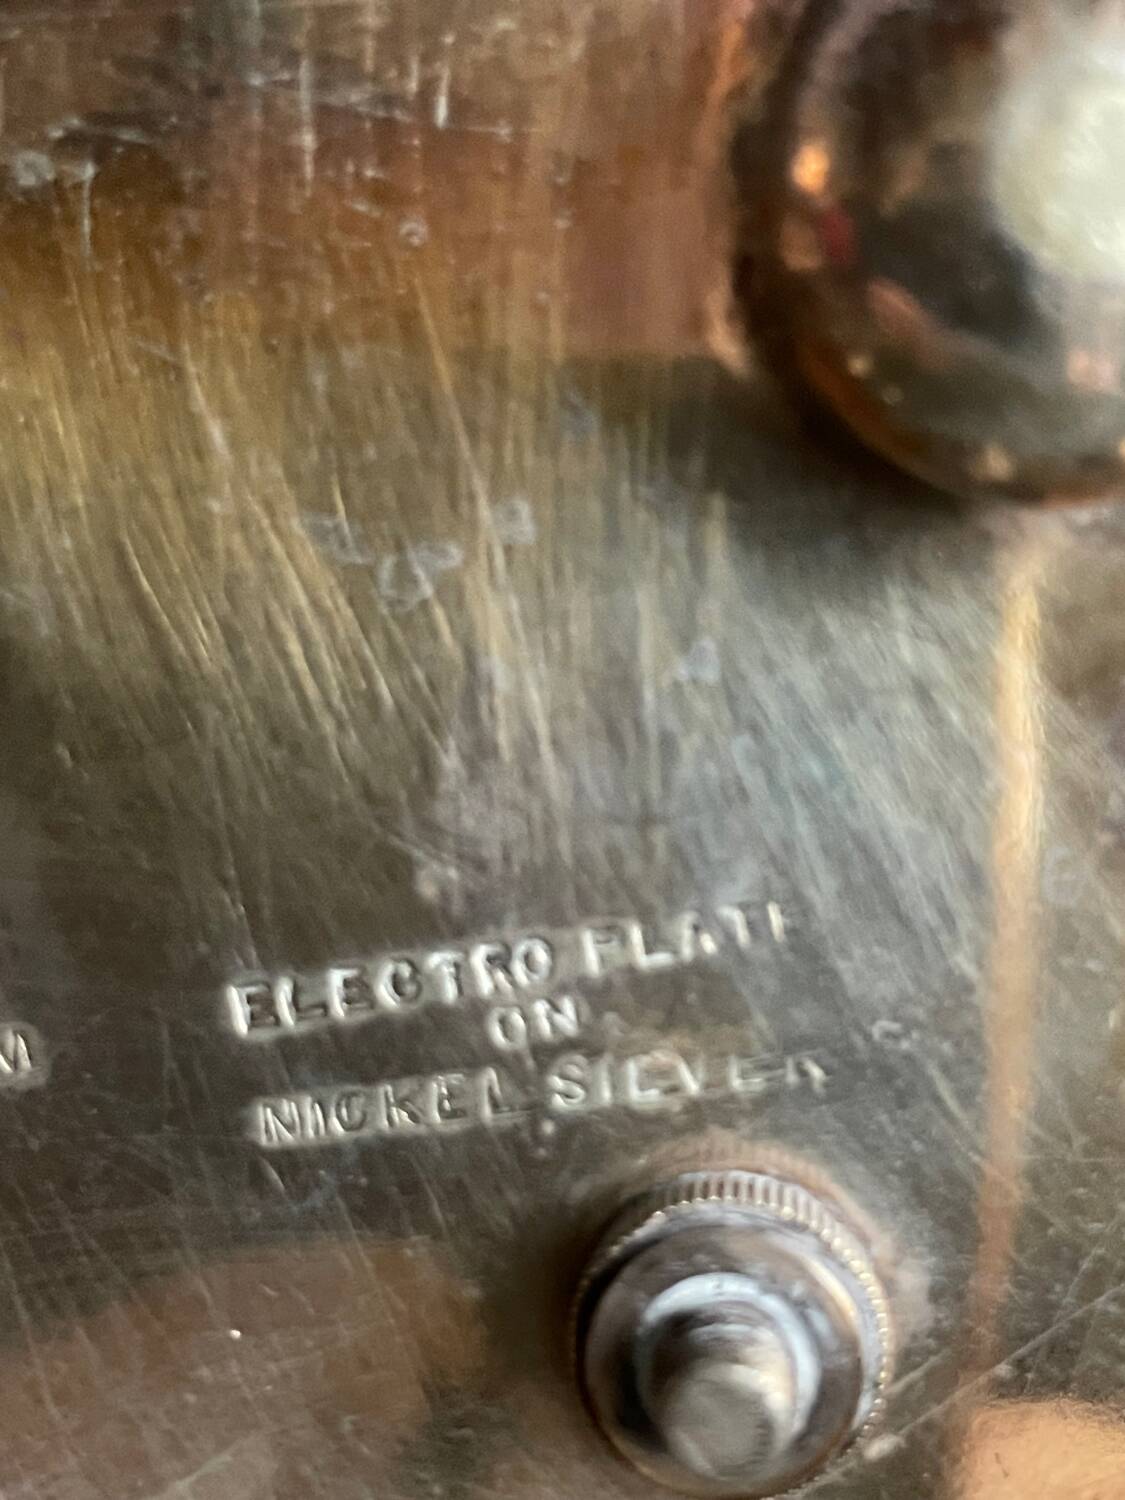 ELECTRO PLATE
ON
NICKEL SILVER
M